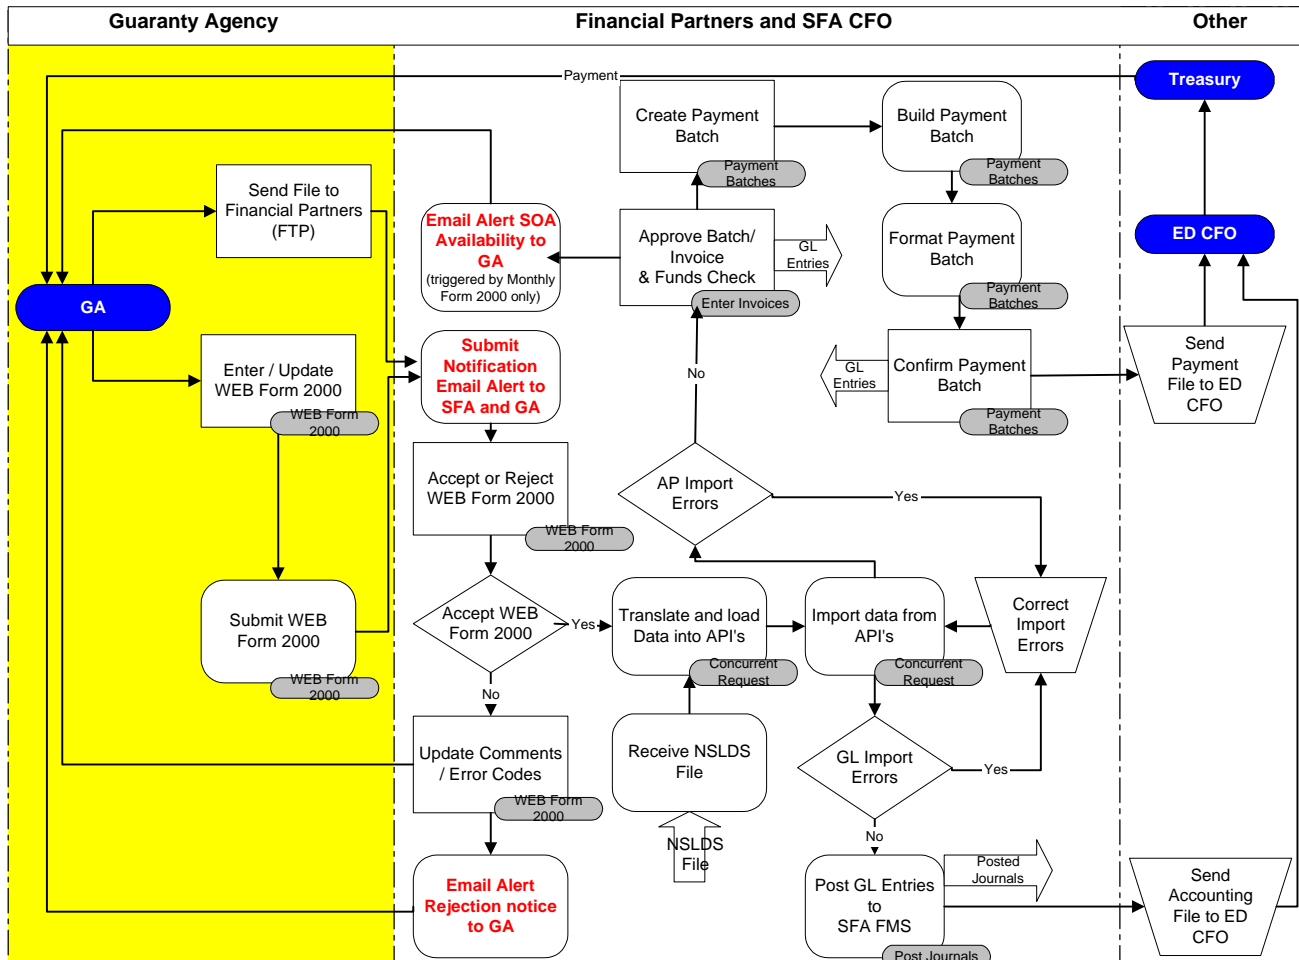 Guaranty Agency
Financial Partners and SFA CFO
Other
Payment
Treasury
Create Payment
Batch
Payment
Batches
Build Payment
Batch
Payment
Batches
Send File to
Financial Partners
(FTP)
Email Alert SOA
Availability to
GA
(triggered by Monthly
Form 2000 only)
Approve Batch/
Invoice
& Funds Check
Enter Invoices
GL
Entries
Format Payment
Batch
Payment
Batches
ED CFO
GA
Enter / Update
WEB Form 2000
WEB Form
2000
Submit
Notification
Email Alert to
SFA and GA
No
GL
Entries
Confirm Payment
Batch
Payment
Batches
Send
Payment
File to ED
CFO
Accept or Reject
WEB Form 2000
WEB Form
2000
AP Import
Errors
Yes
Submit WEB
Form 2000
WEB Form
2000
Accept WEB
Form 2000
Yes
Translate and load
Data into API's
Concurrent
Request
Import data from
API's
Concurrent
Request
Correct
Import
Errors
No
Update Comments
/ Error Codes
WEB Form
2000
Receive NSLDS
File
NSLDS
File
GL Import
Errors
Yes
No
Email Alert
Rejection notice
to GA
Post GL Entries
to
SFA FMS
Post Journals
Posted
Journals
Send
Accounting
File to ED
CFO